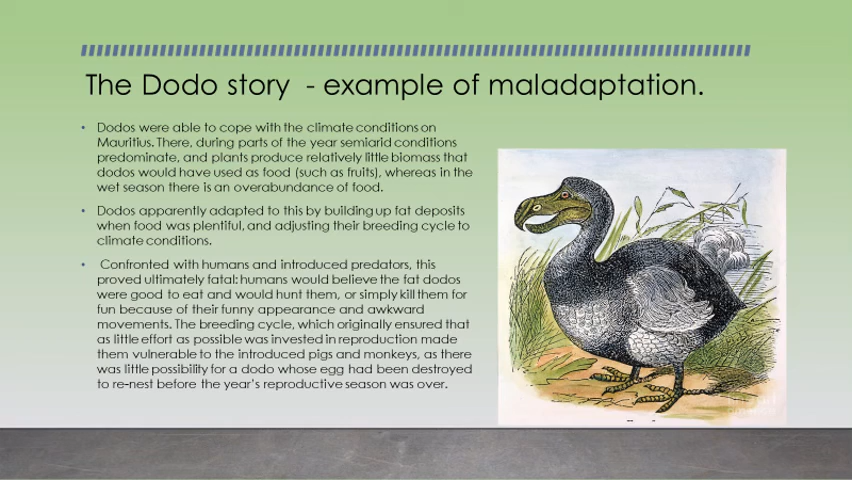 The Dodo story - example of maladaptation.
• Dodos were able to cope with the climate conditions on
Mauritius. There, during parts of the year semiarid conditions
predominate, and plants produce relatively little biomass that
dodos would have used as food (such as fruits), whereas in the
wet season there is an overabundance of food.
• Dodos apparently adapted to this by building up fat deposits
when food was plentiful, and adjusting their breeding cycle to
climate conditions.
• Confronted with humans and introduced predators, this
proved ultimately fatal: humans would believe the fat dodos
were good to eat and would hunt them, or simply kill them for
fun because of their funny appearance and awkward
movements. The breeding cycle, which originally ensured that
as little effort as possible was invested in reproduction made
them vulnerable to the introduced pigs and monkeys, as there
was little possibility for a dodo whose egg had been destroyed
to re-nest before the year's reproductive season was over.